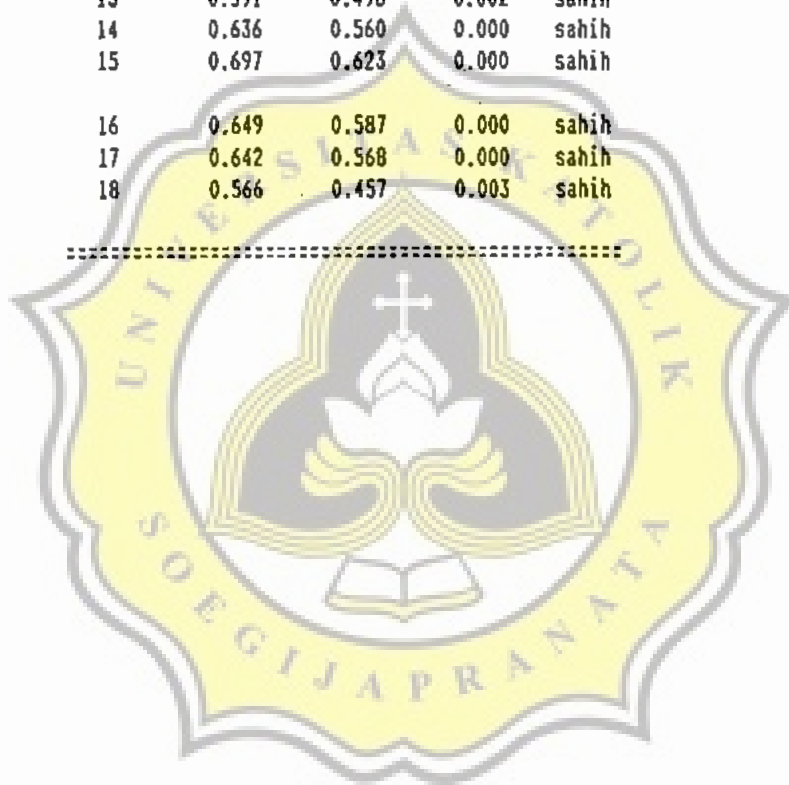 14 0.636 0.560 0.000 sahih
15 0.697 0.623 0.000 sahih
16 0.649 0.587 0.000 sahih
17 0.642 0.568 0.000 sahih
18 0.566 0.457 0.003 sahih
UNIVERSITAS KATOLIK
SOEGIJAPRANATA